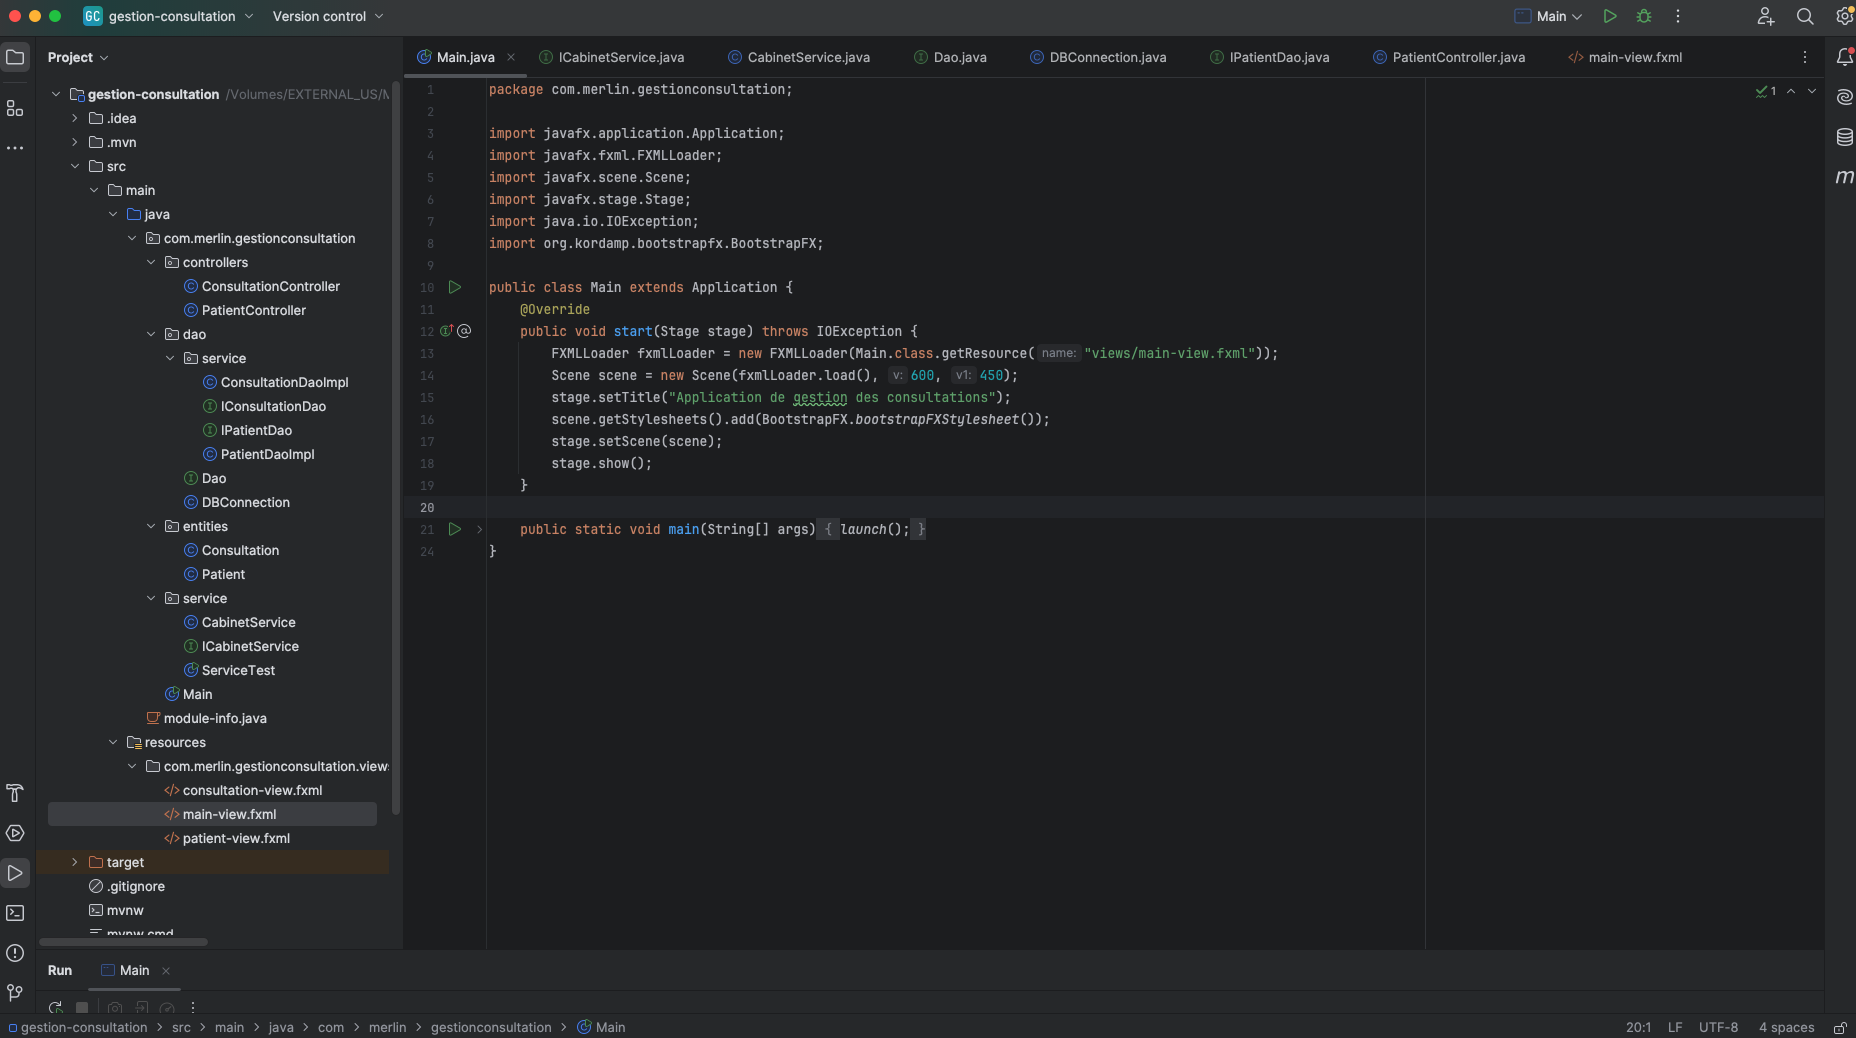 GC gestion-consultation Version control Main
Project
Main.java ICabinetService.java CabinetService.java Dao.java DBConnection.java IPatientDao.java PatientController.java main-view.fxml
gestion-consultation /Volumes/EXTERNAL_US/M
.idea
.mvn
src
main
java
com.merlin.gestionconsultation
controllers
ConsultationController
PatientController
dao
service
ConsultationDaoImpl
IConsultationDao
IPatientDao
PatientDaoImpl
Dao
DBConnection
entities
Consultation
Patient
service
CabinetService
ICabinetService
ServiceTest
Main
module-info.java
resources
com.merlin.gestionconsultation.views
consultation-view.fxml
main-view.fxml
patient-view.fxml
target
.gitignore
mvnw
mvnw.cmd
1 package com.merlin.gestionconsultation; 1
2
3 import javafx.application.Application;
4 import javafx.fxml.FXMLLoader;
5 import javafx.scene.Scene;
6 import javafx.stage.Stage;
7 import java.io.IOException;
8 import org.kordamp.bootstrapfx.BootstrapFX;
9
10 public class Main extends Application {
11 @Override
12 public void start(Stage stage) throws IOException {
13 FXMLLoader fxmlLoader = new FXMLLoader(Main.class.getResource( name: "views/main-view.fxml"));
14 Scene scene = new Scene(fxmlLoader.load(), v: 600, v1: 450);
15 stage.setTitle("Application de gestion des consultations");
16 scene.getStylesheets().add(BootstrapFX.bootstrapFXStylesheet());
17 stage.setScene(scene);
18 stage.show();
19 }
20
21 public static void main(String[] args) { launch(); }
24 }
m
Run Main
gestion-consultation > src > main > java > com > merlin > gestionconsultation > Main 20:1 LF UTF-8 4 spaces